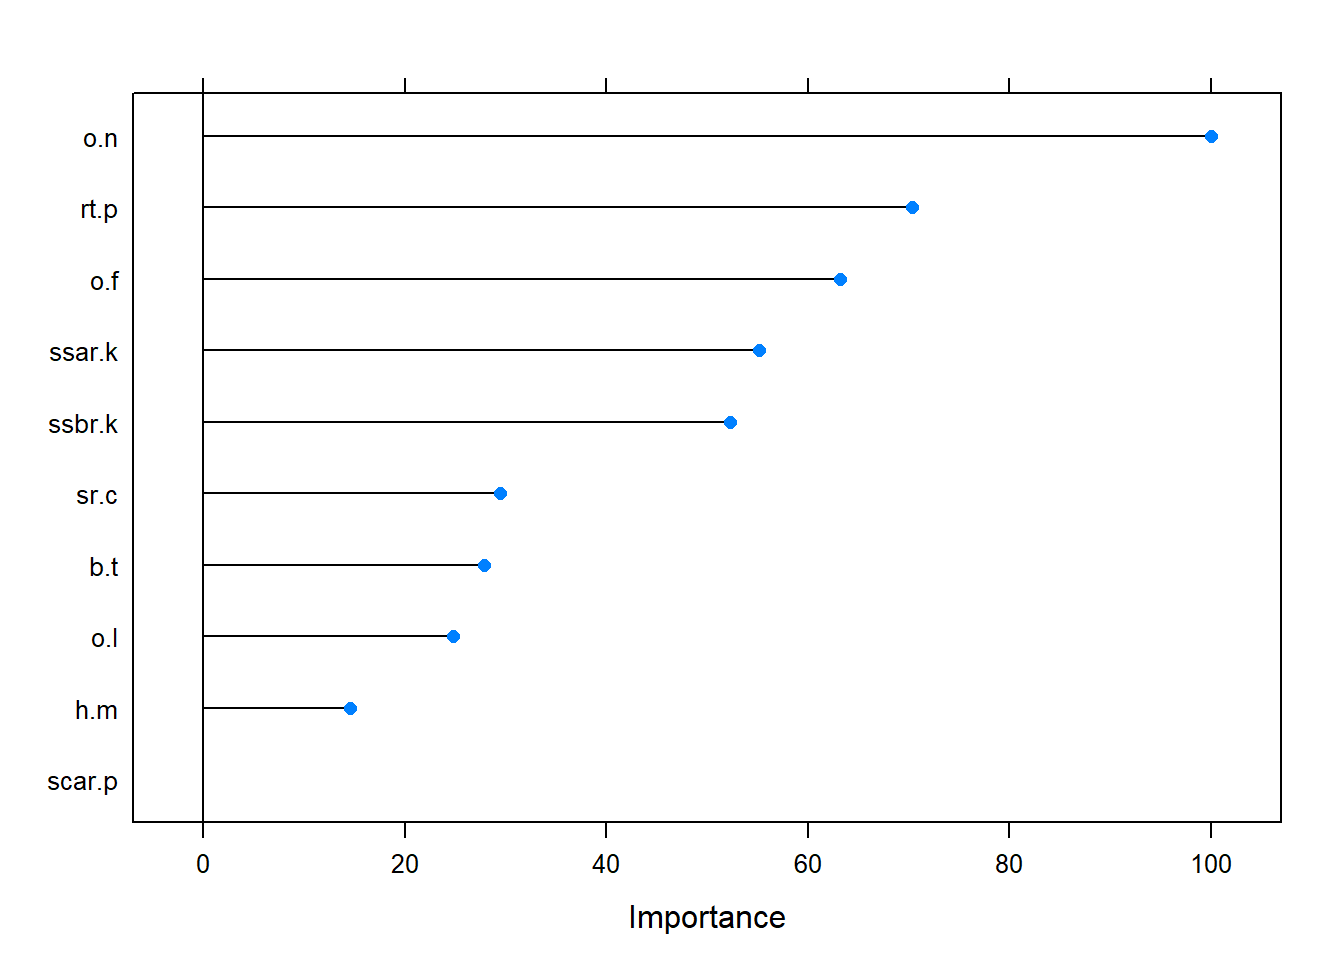 o.n
rt.p
o.f
ssar.k
ssbr.k
sr.c
b.t
o.l
h.m
scar.p
0 20 40 60 80 100
Importance